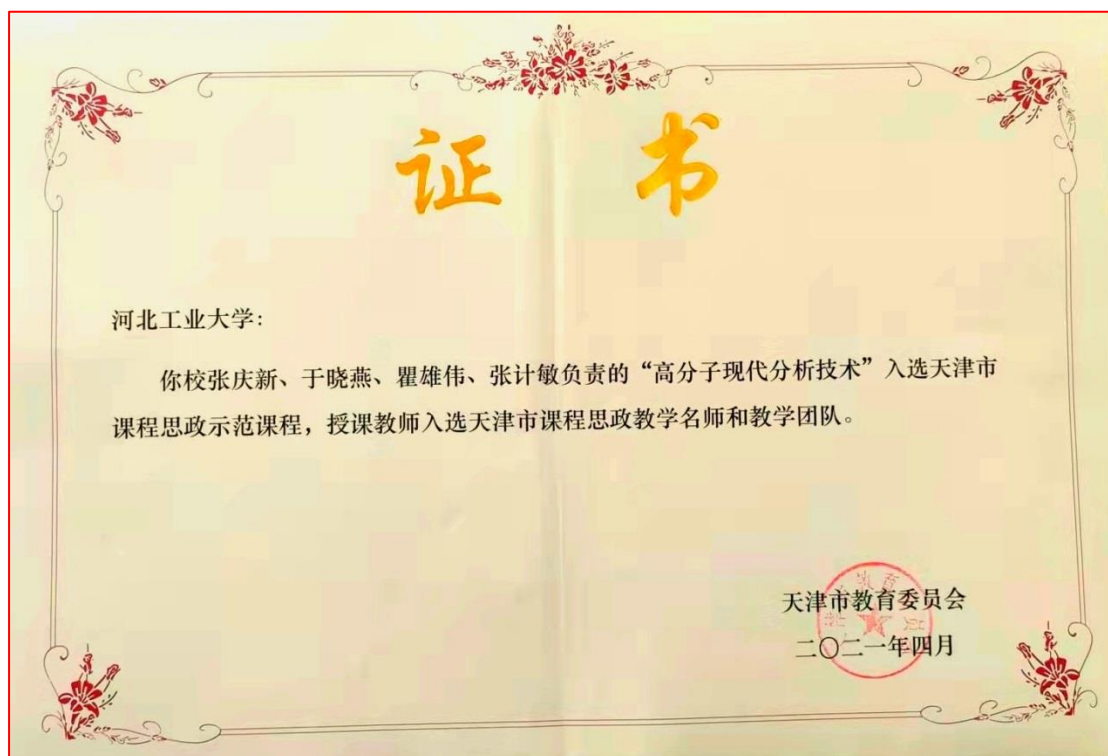 证 书
河北工业大学：
你校张庆新、于晓燕、瞿雄伟、张计敏负责的“高分子现代分析技术”入选天津市
课程思政示范课程，授课教师入选天津市课程思政教学名师和教学团队。
天津市教育委员会
二〇二一年四月